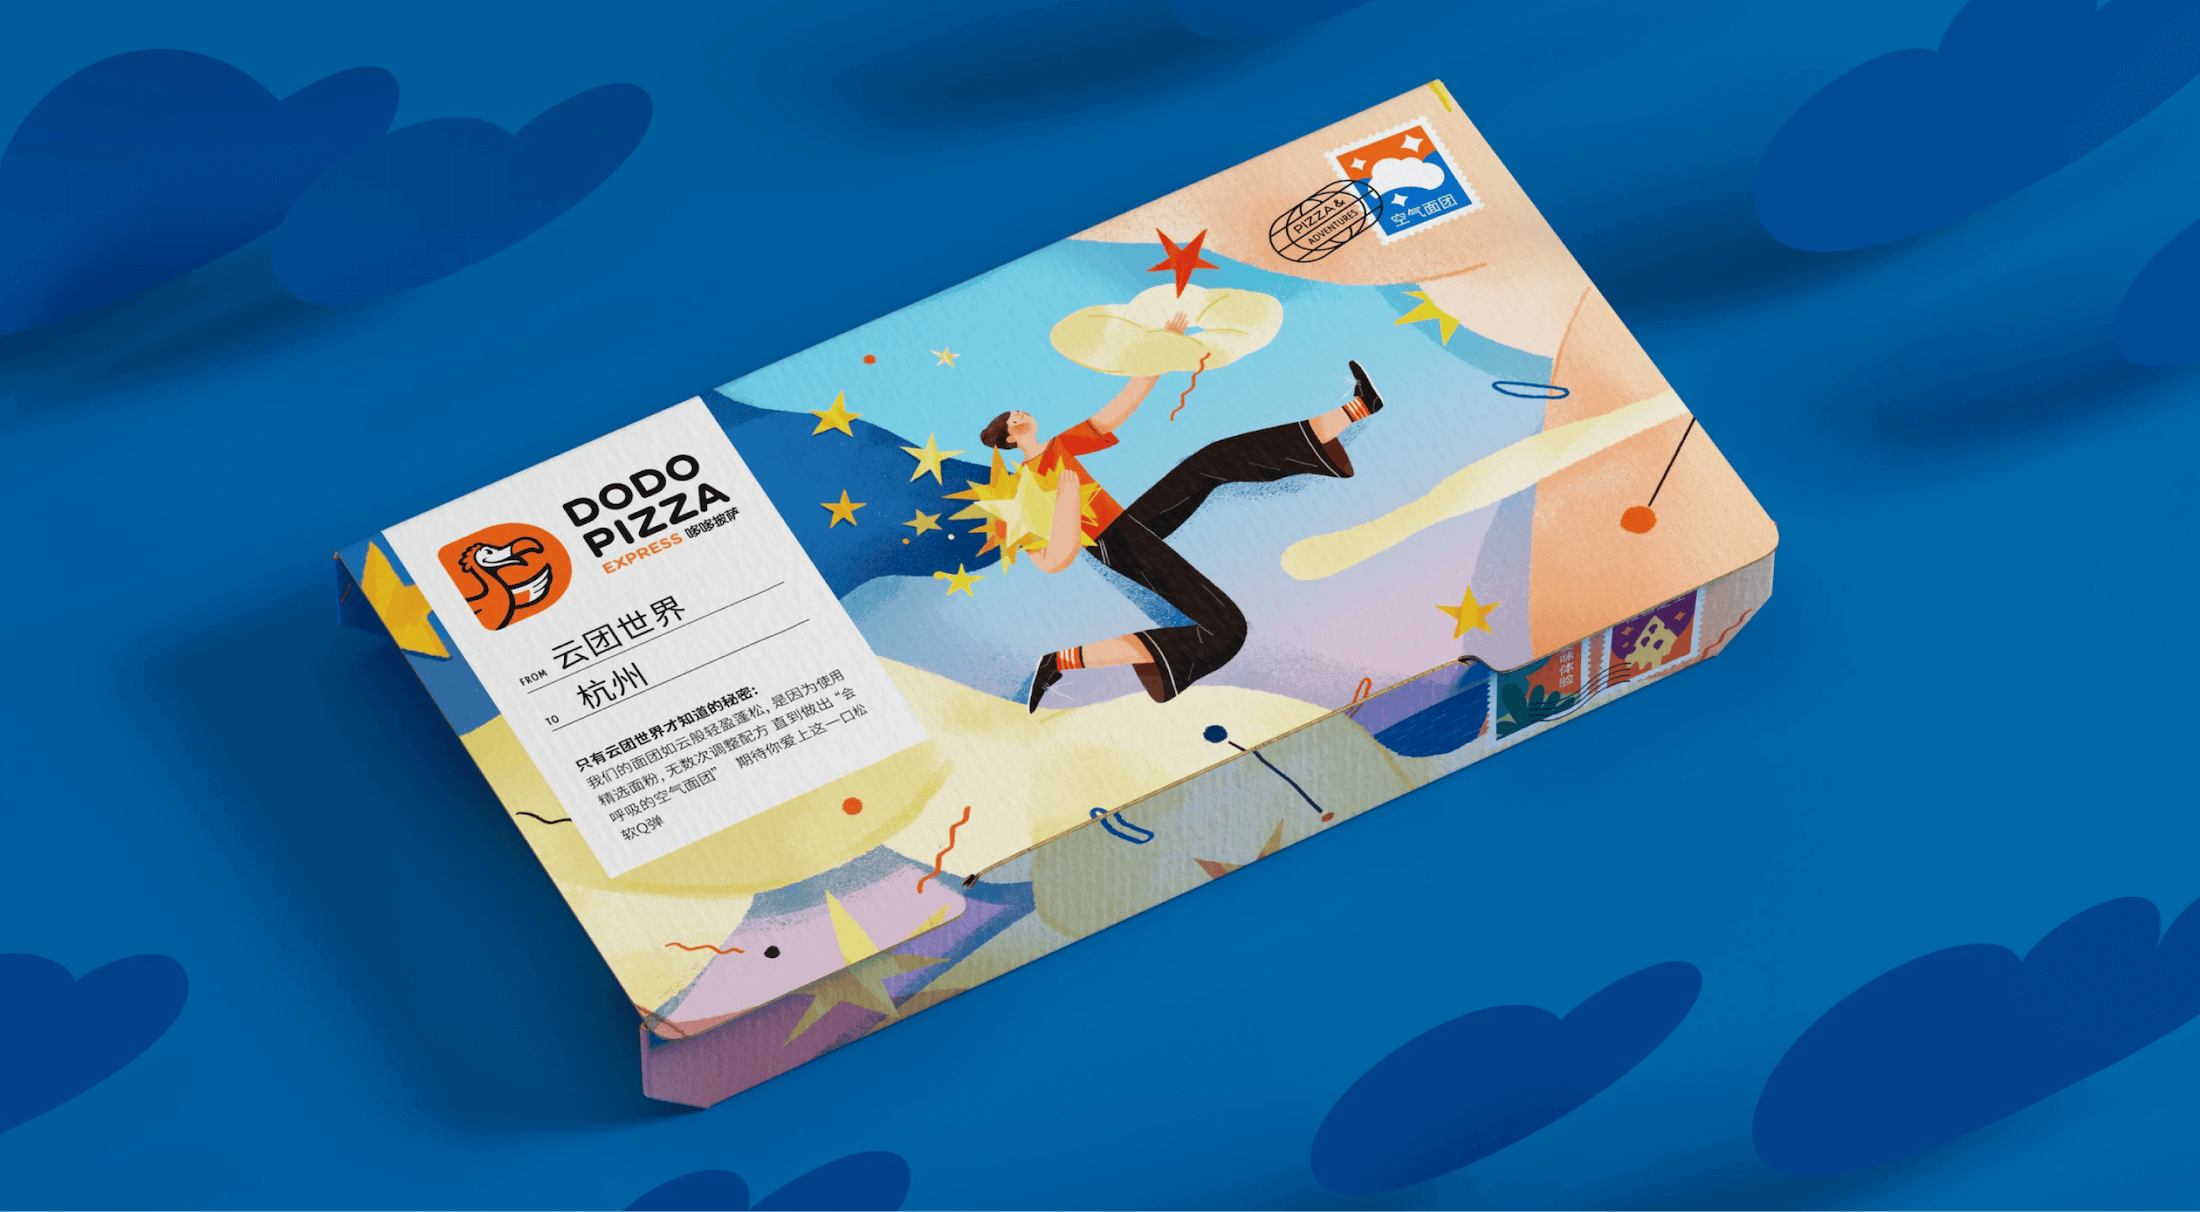 DODO
PIZZA
EXPRESS 哆哆披萨
FROM 云团世界
TO 杭州
只有云团世界才知道的秘密：
我们的面团如云般轻盈蓬松，是因为使用
精选面粉，无数次调整配方 直到做出“会
呼吸的空气面团” 期待你爱上这一口松
软Q弹
PIZZA &
ADVENTURES
空气面团
味体验